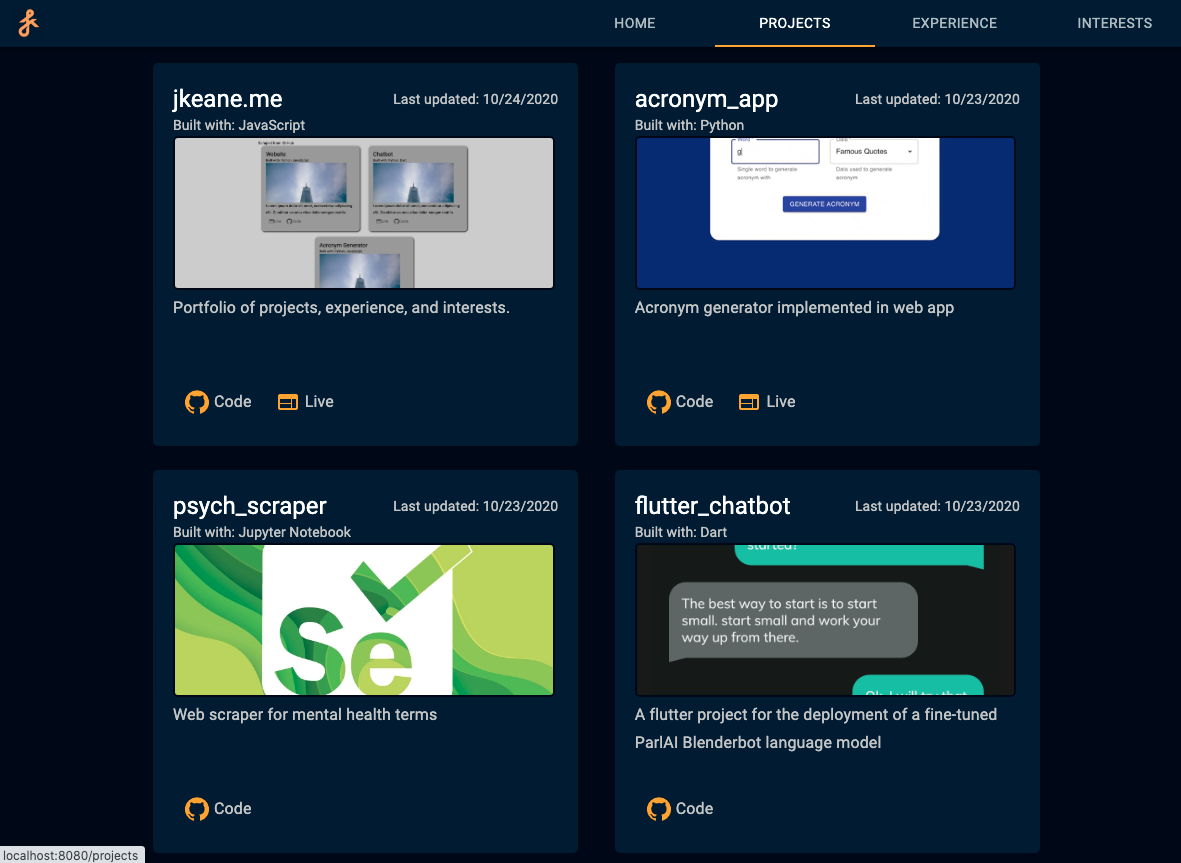 HOME PROJECTS EXPERIENCE INTERESTS
jkeane.me Last updated: 10/24/2020
Built with: JavaScript
Website Chatbot
Acronym Generator
Portfolio of projects, experience, and interests.
Code Live
acronym_app Last updated: 10/23/2020
Built with: Python
g Famous Quotes
Single word to generate Data used to generate
acronym with acronym
GENERATE ACRONYM
Acronym generator implemented in web app
Code Live
psych_scraper Last updated: 10/23/2020
Built with: Jupyter Notebook
Se
Web scraper for mental health terms
Code
flutter_chatbot Last updated: 10/23/2020
Built with: Dart
started?
The best way to start is to start
small. start small and work your
way up from there.
Ok, I will try that
A flutter project for the deployment of a fine-tuned
ParlAI Blenderbot language model
Code
localhost:8080/projects